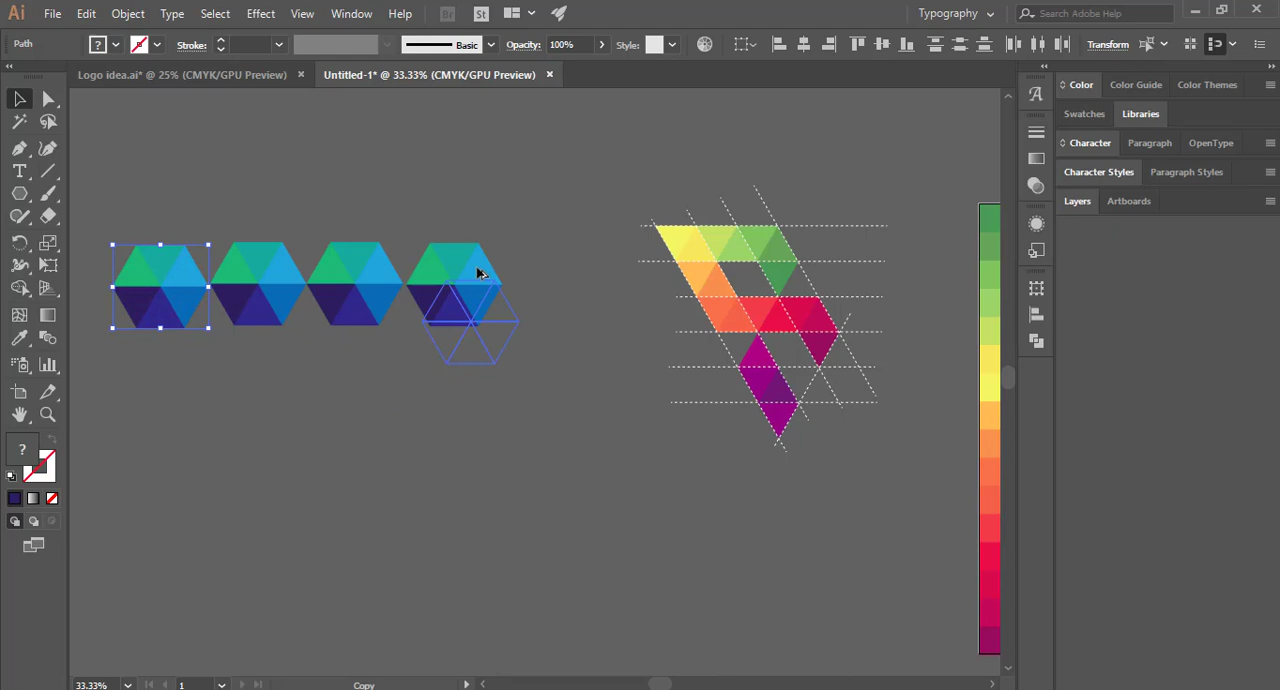 Ai File Edit Object Type Select Effect View Window Help Br St Typography Search Adobe Help
Path ? Stroke: Basic Opacity: 100% Style: Transform
Logo idea.ai* @ 25% (CMYK/GPU Preview) × Untitled-1* @ 33.33% (CMYK/GPU Preview) ×
Color Color Guide Color Themes
Swatches Libraries
Character Paragraph OpenType
Character Styles Paragraph Styles
Layers Artboards
?
33.33% 1 Copy